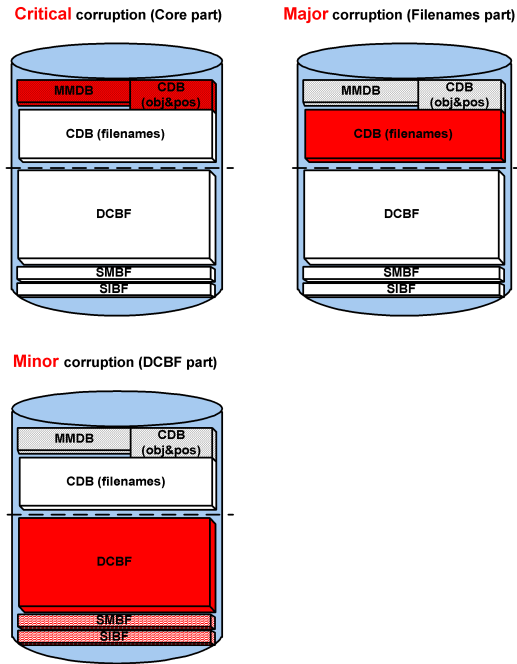 Critical corruption (Core part)
MMDB
CDB
(obj&pos)
CDB (filenames)
DCBF
SMBF
SIBF
Major corruption (Filenames part)
MMDB
CDB
(obj&pos)
CDB (filenames)
DCBF
SMBF
SIBF
Minor corruption (DCBF part)
MMDB
CDB
(obj&pos)
CDB (filenames)
DCBF
SMBF
SIBF